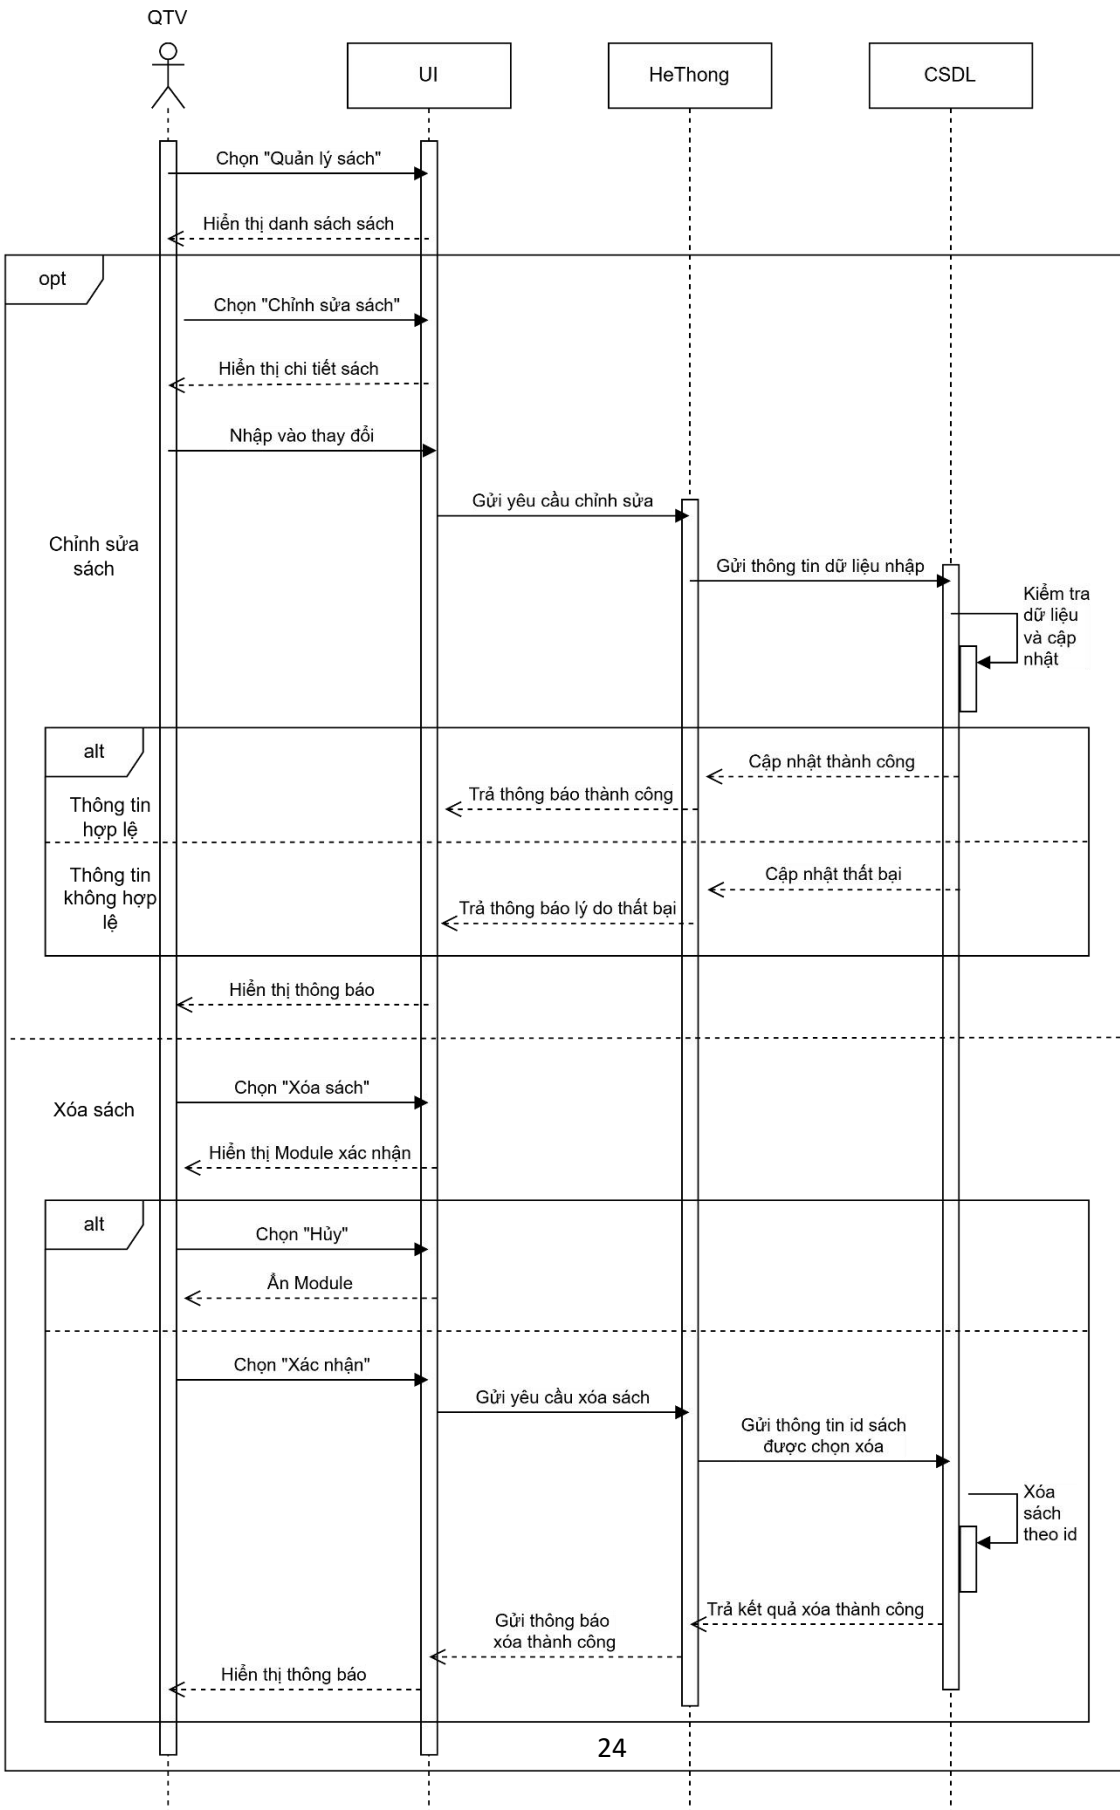 QTV
UI
HeThong
CSDL
Chọn "Quản lý sách"
Hiển thị danh sách sách
opt
Chọn "Chỉnh sửa sách"
Hiển thị chi tiết sách
Nhập vào thay đổi
Gửi yêu cầu chỉnh sửa
Chỉnh sửa
sách
Gửi thông tin dữ liệu nhập
Kiểm tra
dữ liệu
và cập
nhật
alt
Cập nhật thành công
Trả thông báo thành công
Thông tin
hợp lệ
Thông tin
không hợp
lệ
Cập nhật thất bại
Trả thông báo lý do thất bại
Hiển thị thông báo
Chọn "Xóa sách"
Xóa sách
Hiển thị Module xác nhận
alt
Chọn "Hủy"
Ẩn Module
Chọn "Xác nhận"
Gửi yêu cầu xóa sách
Gửi thông tin id sách
được chọn xóa
Xóa
sách
theo id
Trả kết quả xóa thành công
Gửi thông báo
xóa thành công
Hiển thị thông báo
24